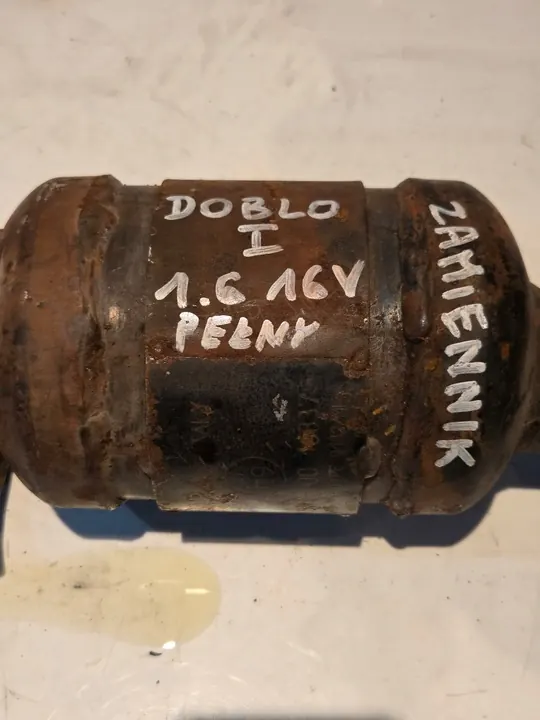 DOBLO
I
1.6 16V
PEŁNY
ZAMIENNIK